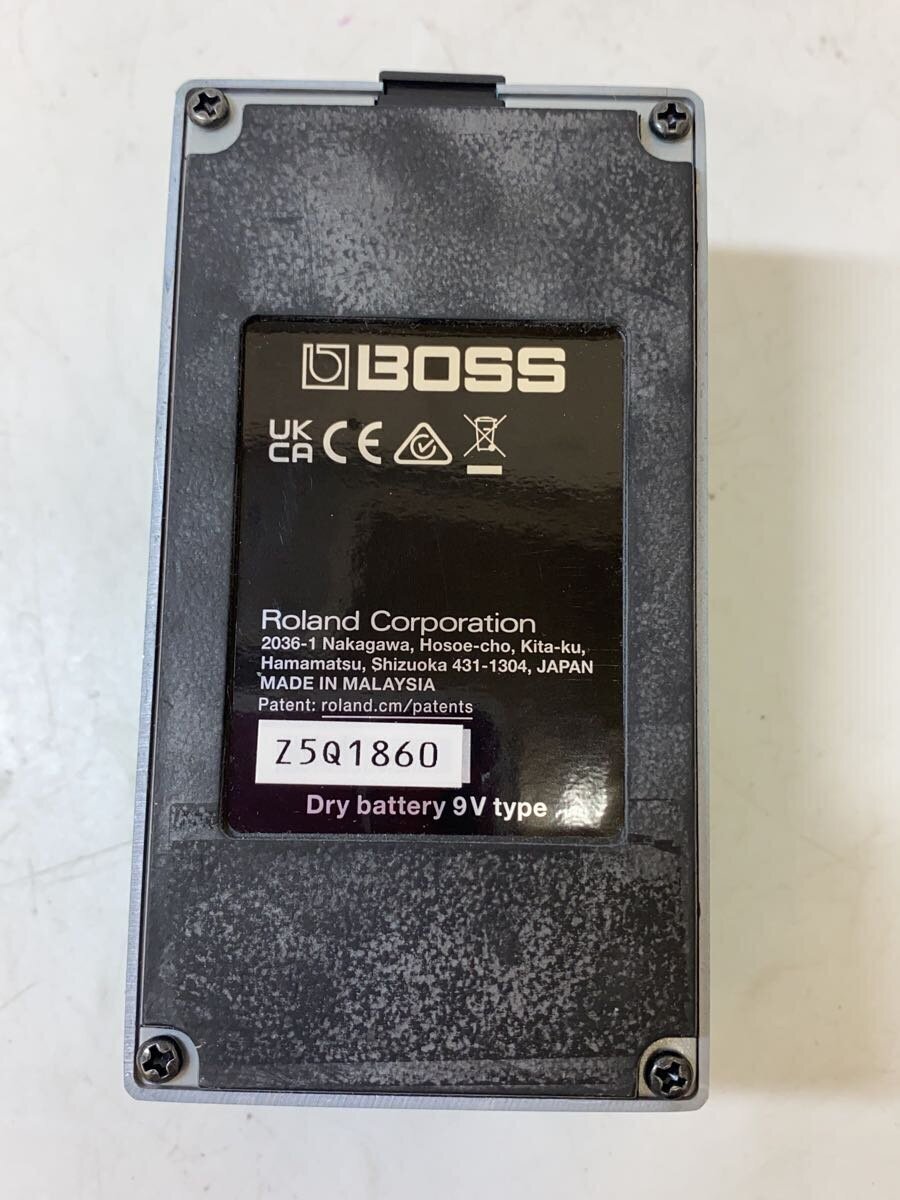 BOSS
UK
CA CE
Roland Corporation
2036-1 Nakagawa, Hosoe-cho, Kita-ku,
Hamamatsu, Shizuoka 431-1304, JAPAN
MADE IN MALAYSIA
Patent: roland.cm/patents
Z5Q1860
Dry battery 9V type